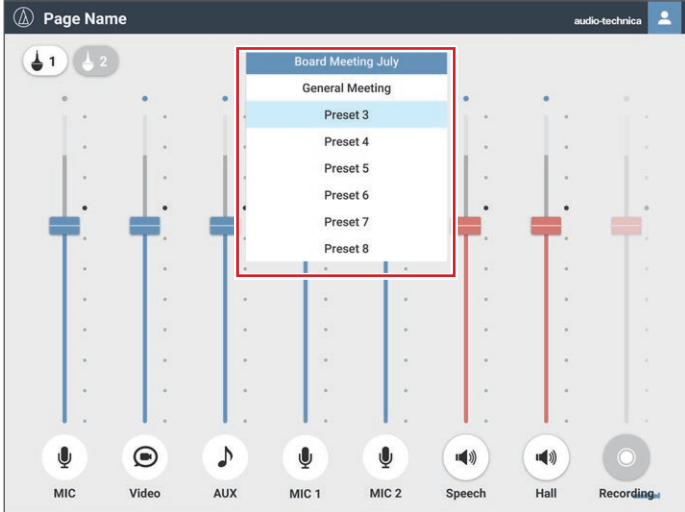 Page Name
audio-technica
1
2
Board Meeting July
General Meeting
Preset 3
Preset 4
Preset 5
Preset 6
Preset 7
Preset 8
MIC
Video
AUX
MIC 1
MIC 2
Speech
Hall
Recording